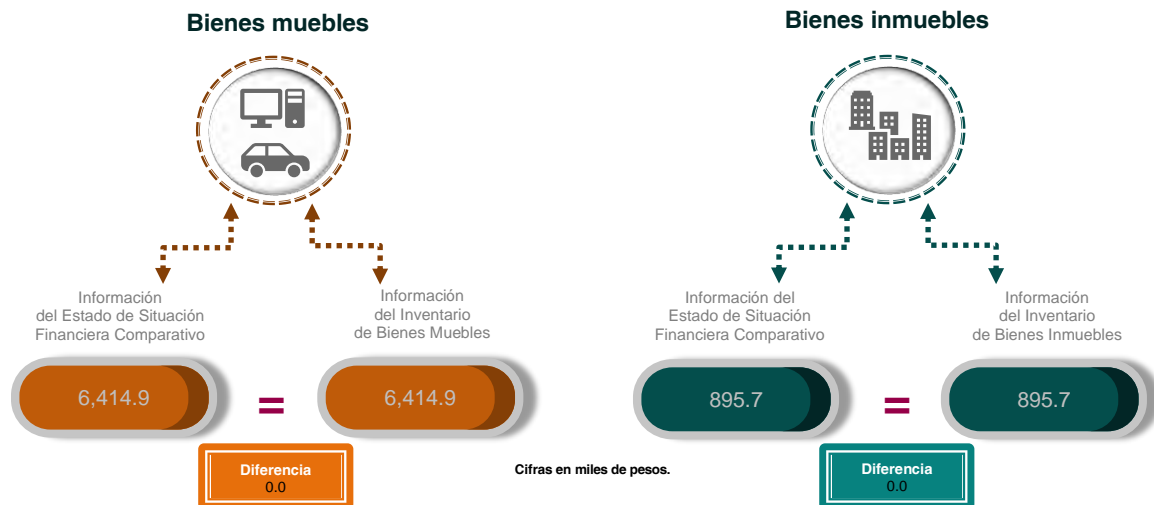 Bienes muebles
Información
del Estado de Situación
Financiera Comparativo
6,414.9
=
Información
del Inventario
de Bienes Muebles
6,414.9
Diferencia
0.0
Cifras en miles de pesos.
Bienes inmuebles
Información del
Estado de Situación
Financiera Comparativo
895.7
=
Información
del Inventario
de Bienes Inmuebles
895.7
Diferencia
0.0